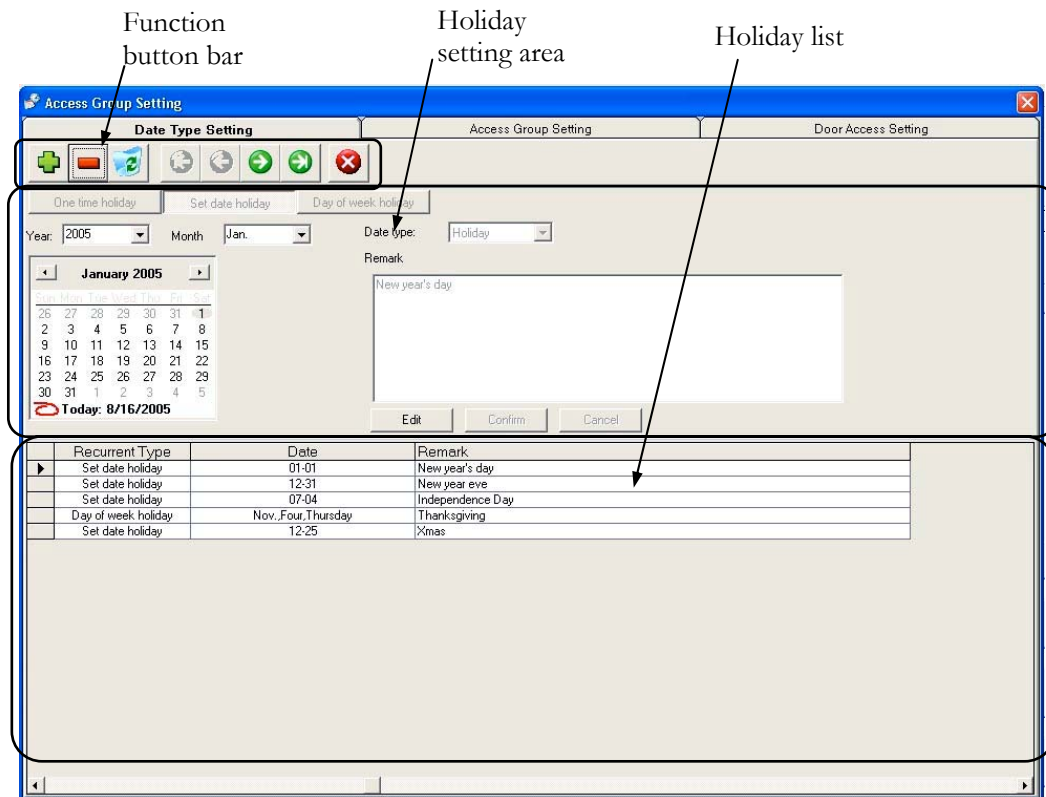 Function
button bar
Holiday
setting area
Holiday list
Access Group Setting
Date Type Setting Access Group Setting Door Access Setting
One time holiday Set date holiday Day of week holiday
Year: 2005 Month Jan. Date type: Holiday
Remark
January 2005
New year's day
Sun Mon Tue Wed Thu Fri Sat
26 27 28 29 30 31 1
2 3 4 5 6 7 8
9 10 11 12 13 14 15
16 17 18 19 20 21 22
23 24 25 26 27 28 29
30 31 1 2 3 4 5
Today: 8/16/2005
Edit Confirm Cancel
Recurrent Type Date Remark
Set date holiday 01-01 New year's day
Set date holiday 12-31 New year eve
Set date holiday 07-04 Independence Day
Day of week holiday Nov.,Four,Thursday Thanksgiving
Set date holiday 12-25 Xmas